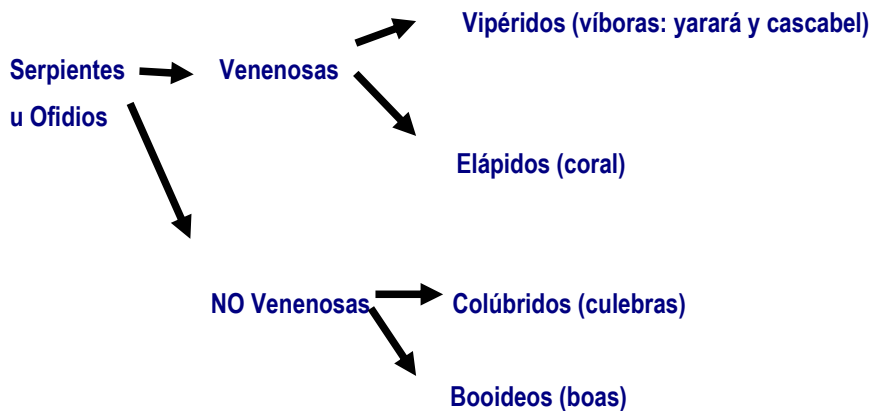 Vipéridos (víboras: yarará y cascabel)
Serpientes
u Ofidios
Venenosas
Elápidos (coral)
NO Venenosas
Colúbridos (culebras)
Booideos (boas)